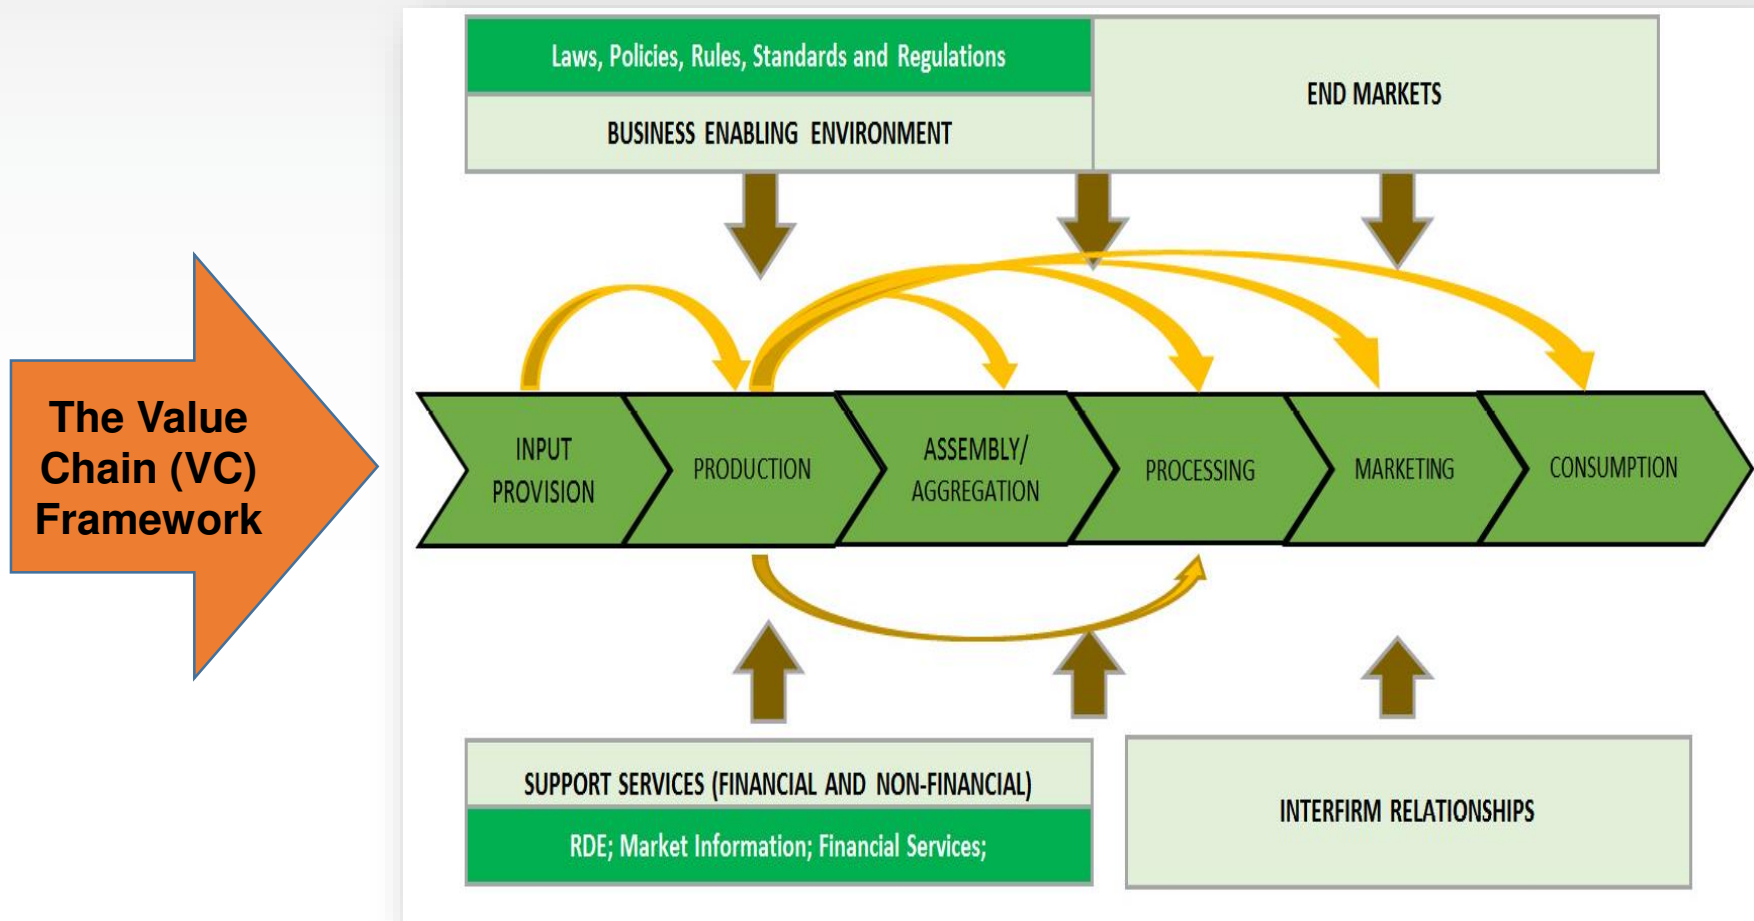 The Value
Chain (VC)
Framework
Laws, Policies, Rules, Standards and Regulations
BUSINESS ENABLING ENVIRONMENT
END MARKETS
INPUT
PROVISION
PRODUCTION
ASSEMBLY/
AGGREGATION
PROCESSING
MARKETING
CONSUMPTION
SUPPORT SERVICES (FINANCIAL AND NON-FINANCIAL)
RDE; Market Information; Financial Services;
INTERFIRM RELATIONSHIPS